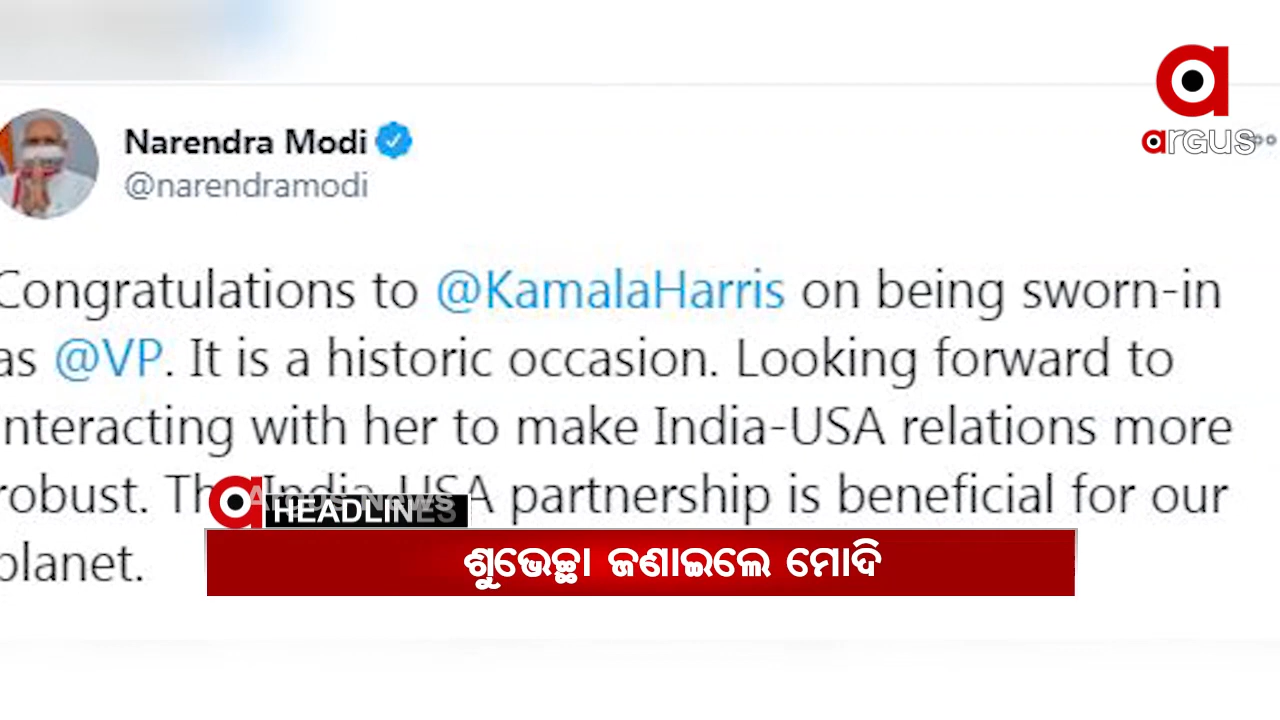 Narendra Modi
@narendramodi
argus
Congratulations to @KamalaHarris on being sworn-in
as @VP. It is a historic occasion. Looking forward to
interacting with her to make India-USA relations more
robust. The India-USA partnership is beneficial for our
planet.
ARGUS NEWS
HEADLINES
ଶୁଭେଚ୍ଛା ଜଣାଇଲେ ମୋଦି